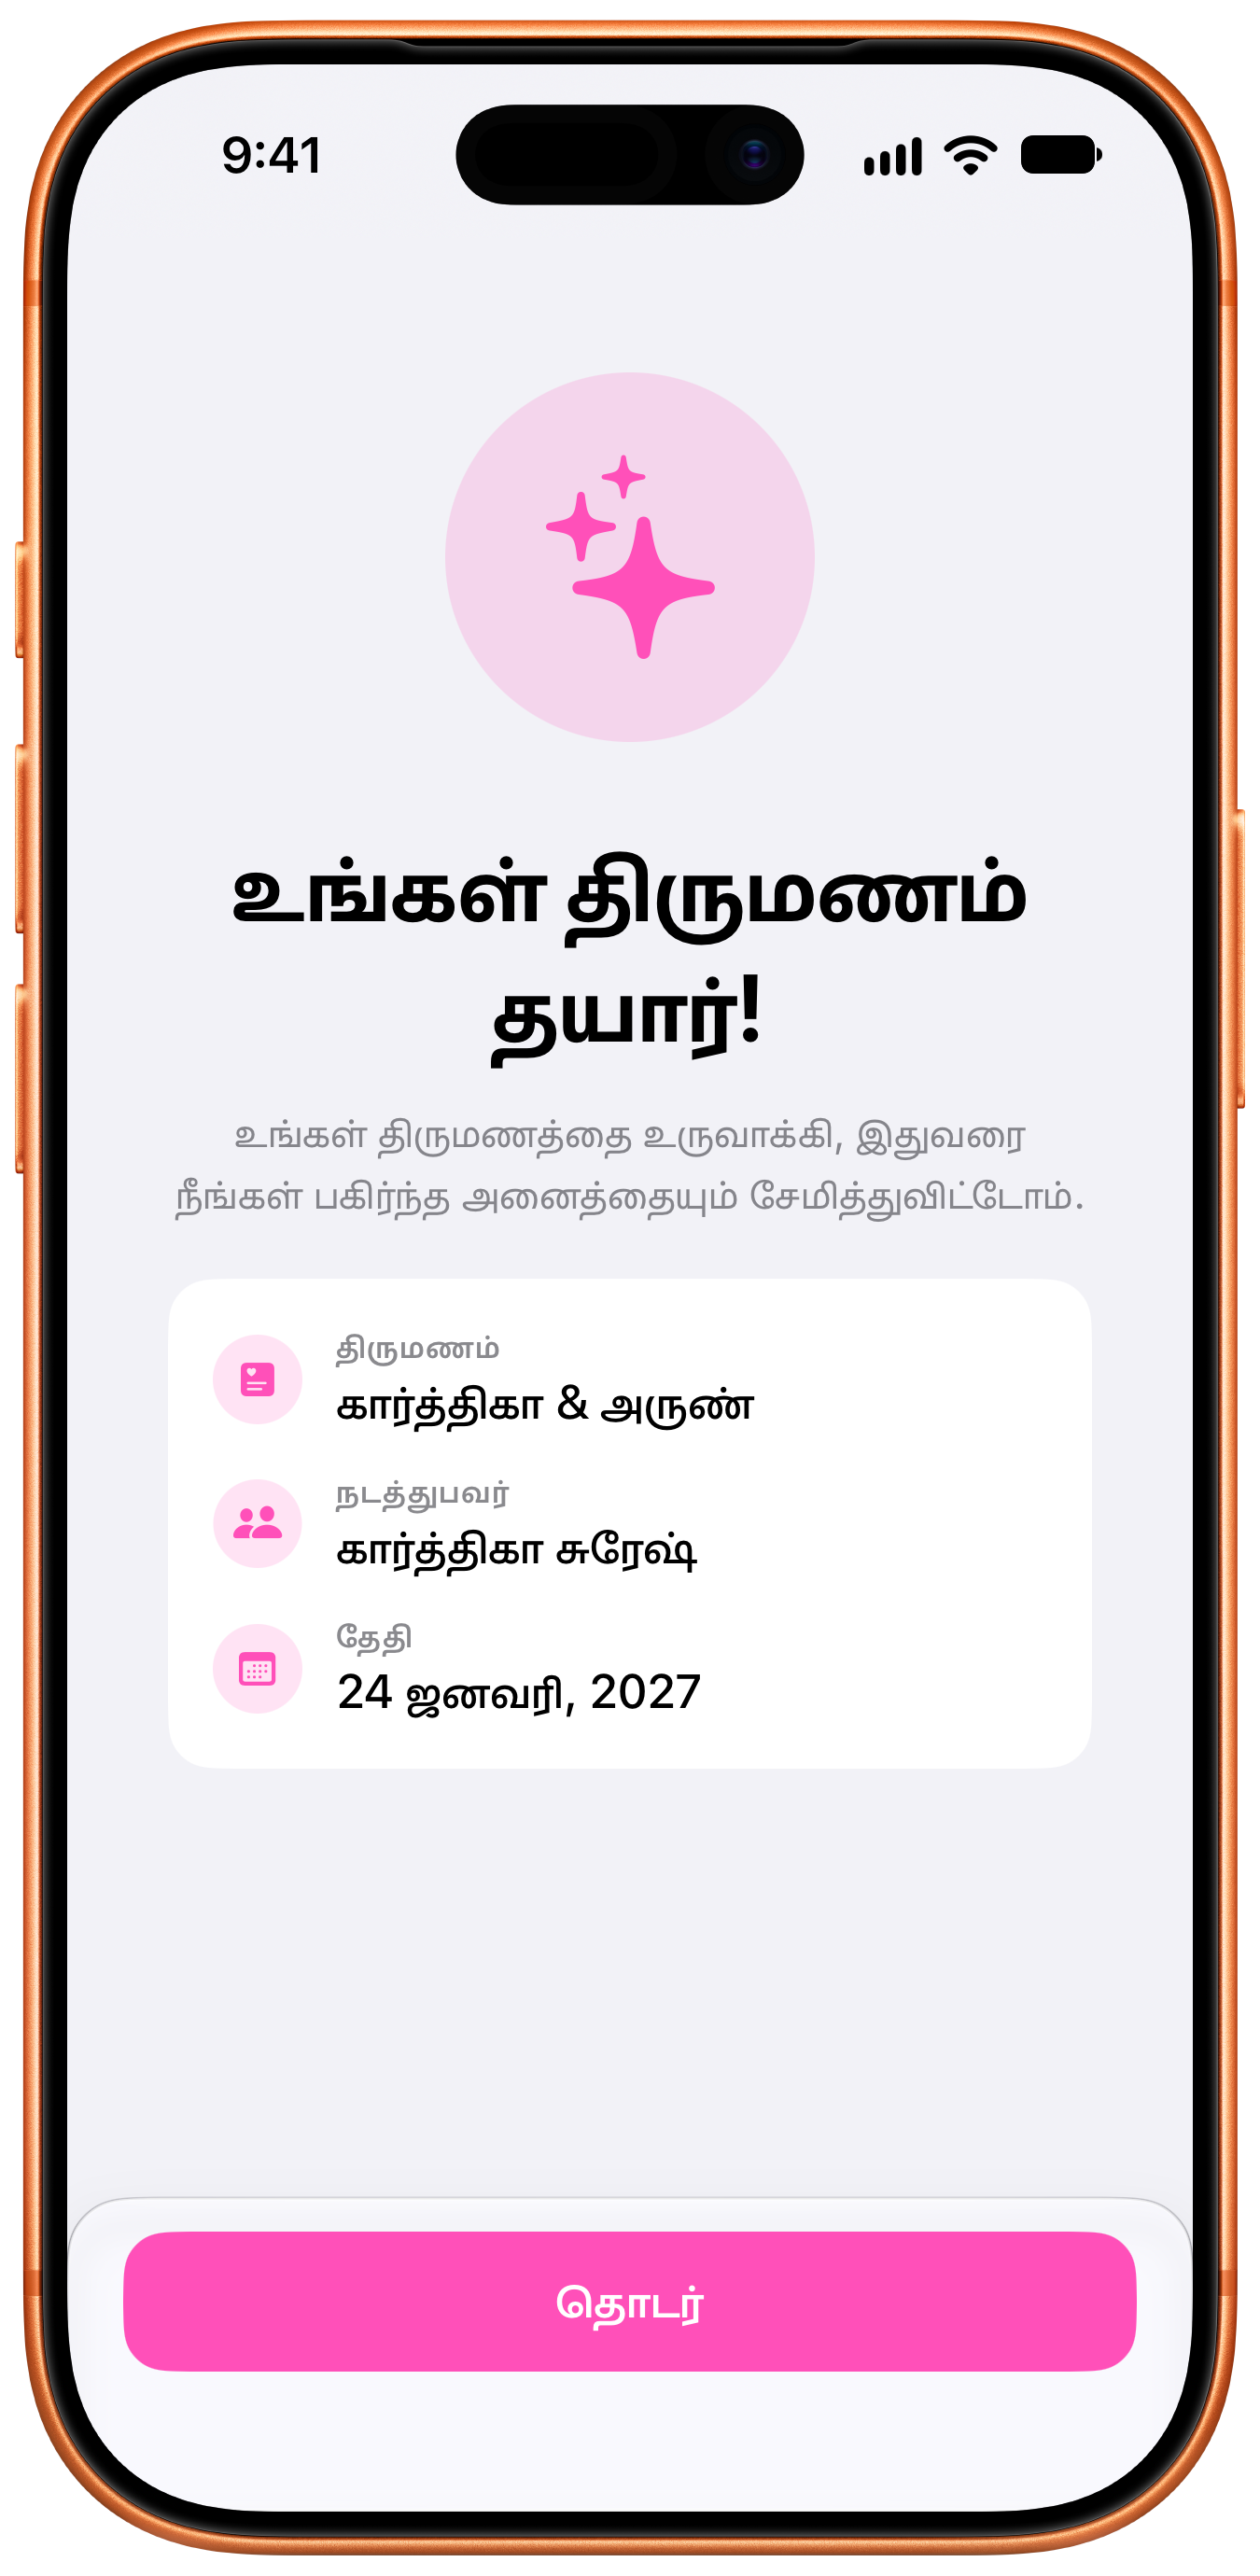 9:41
உங்கள் திருமணம்
தயார்!
உங்கள் திருமணத்தை உருவாக்கி, இதுவரை
நீங்கள் பகிர்ந்த அனைத்தையும் சேமித்துவிட்டோம்.
திருமணம்
கார்த்திகா & அருண்
நடத்துபவர்
கார்த்திகா சுரேஷ்
தேதி
24 ஜனவரி, 2027
தொடர்